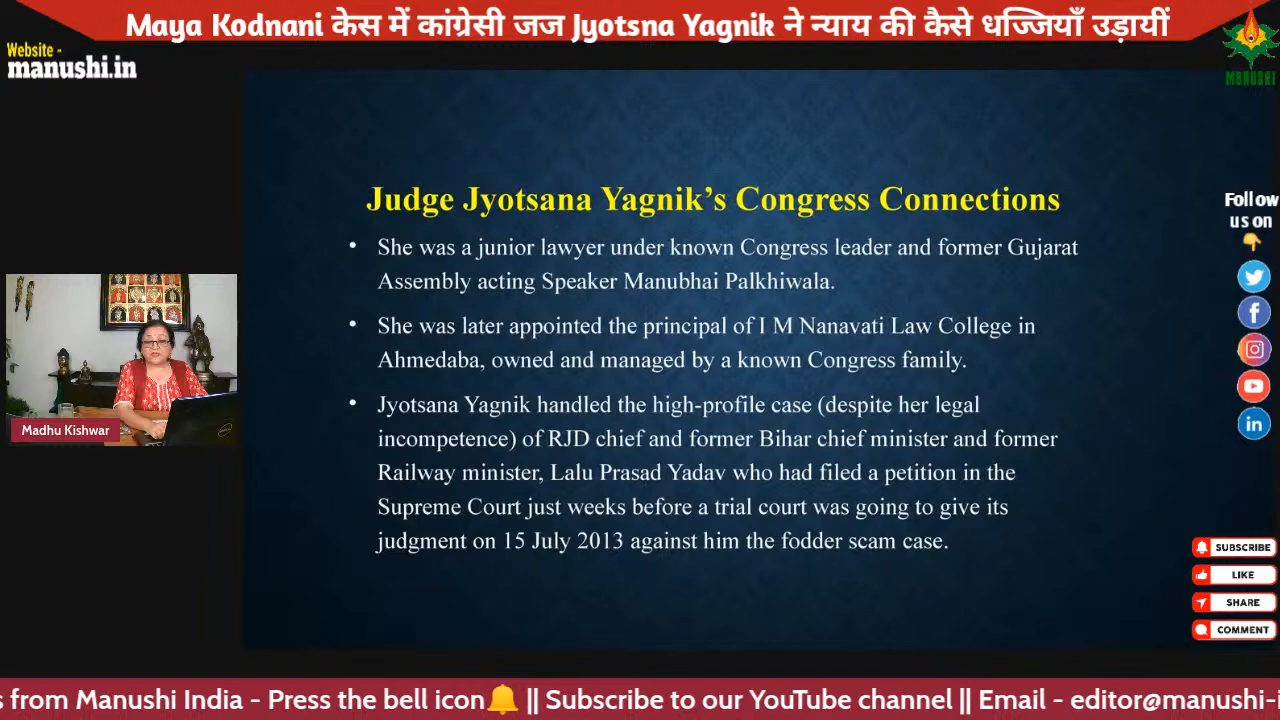 Maya Kodnani केस में कांग्रेसी जज Jyotsna Yagnik ने न्याय की कैसे धज्जियाँ उड़ायीं
Website -
manushi.in
MANUSHI
Judge Jyotsana Yagnik’s Congress Connections
• She was a junior lawyer under known Congress leader and former Gujarat
Assembly acting Speaker Manubhai Palkhiwala.
• She was later appointed the principal of I M Nanavati Law College in
Ahmedaba, owned and managed by a known Congress family.
• Jyotsana Yagnik handled the high-profile case (despite her legal
incompetence) of RJD chief and former Bihar chief minister and former
Railway minister, Lalu Prasad Yadav who had filed a petition in the
Supreme Court just weeks before a trial court was going to give its
judgment on 15 July 2013 against him the fodder scam case.
Madhu Kishwar
Follow
us on
SUBSCRIBE
LIKE
SHARE
COMMENT
s from Manushi India - Press the bell icon🔔 || Subscribe to our YouTube channel || Email - editor@manushi-i